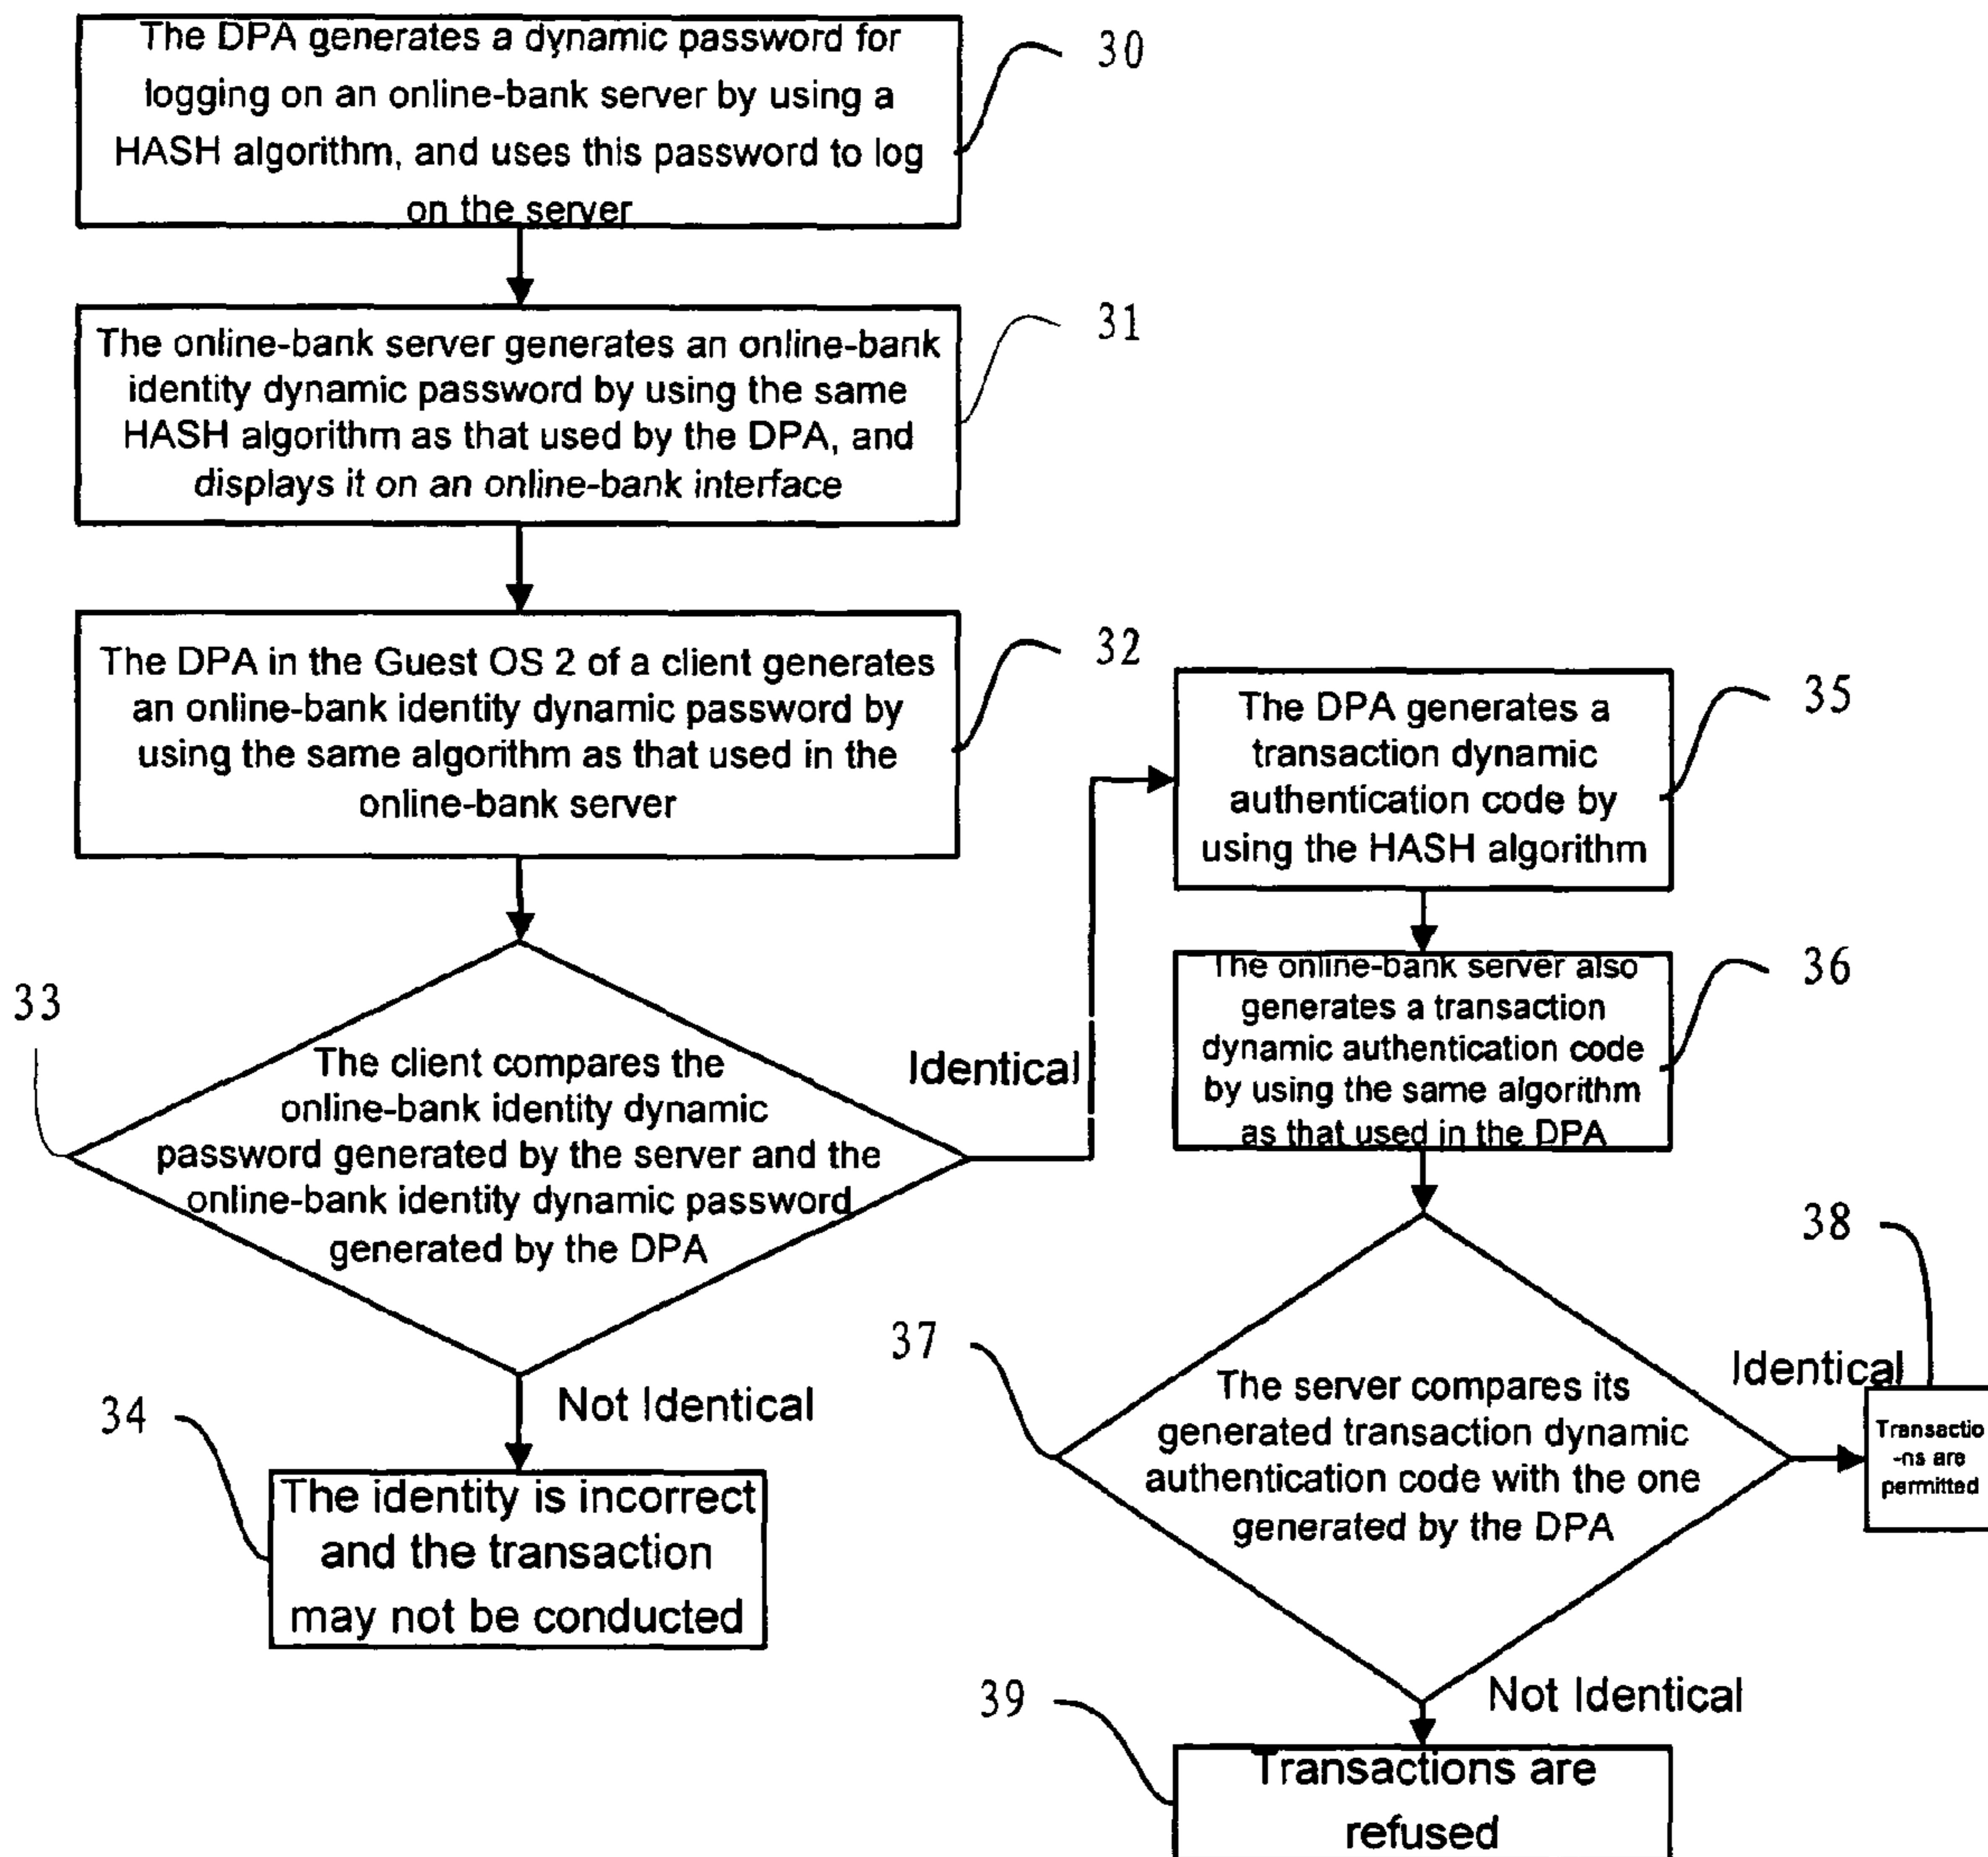 The DPA generates a dynamic password for
logging on an online-bank server by using a
HASH algorithm, and uses this password to log
on the server
30
The online-bank server generates an online-bank
identity dynamic password by using the same
HASH algorithm as that used by the DPA, and
displays it on an online-bank interface
31
The DPA in the Guest OS 2 of a client generates
an online-bank identity dynamic password by
using the same algorithm as that used in the
online-bank server
32
33
The client compares the
online-bank identity dynamic
password generated by the server and the
online-bank identity dynamic password
generated by the DPA
Identical
Not Identical
34
The identity is incorrect
and the transaction
may not be conducted
The DPA generates a
transaction dynamic
authentication code by
using the HASH algorithm
35
The online-bank server also
generates a transaction
dynamic authentication code
by using the same algorithm
as that used in the DPA
36
37
The server compares its
generated transaction dynamic
authentication code with the one
generated by the DPA
Identical
38
Transactio
-ns are
permitted
Not Identical
39
Transactions are
refused